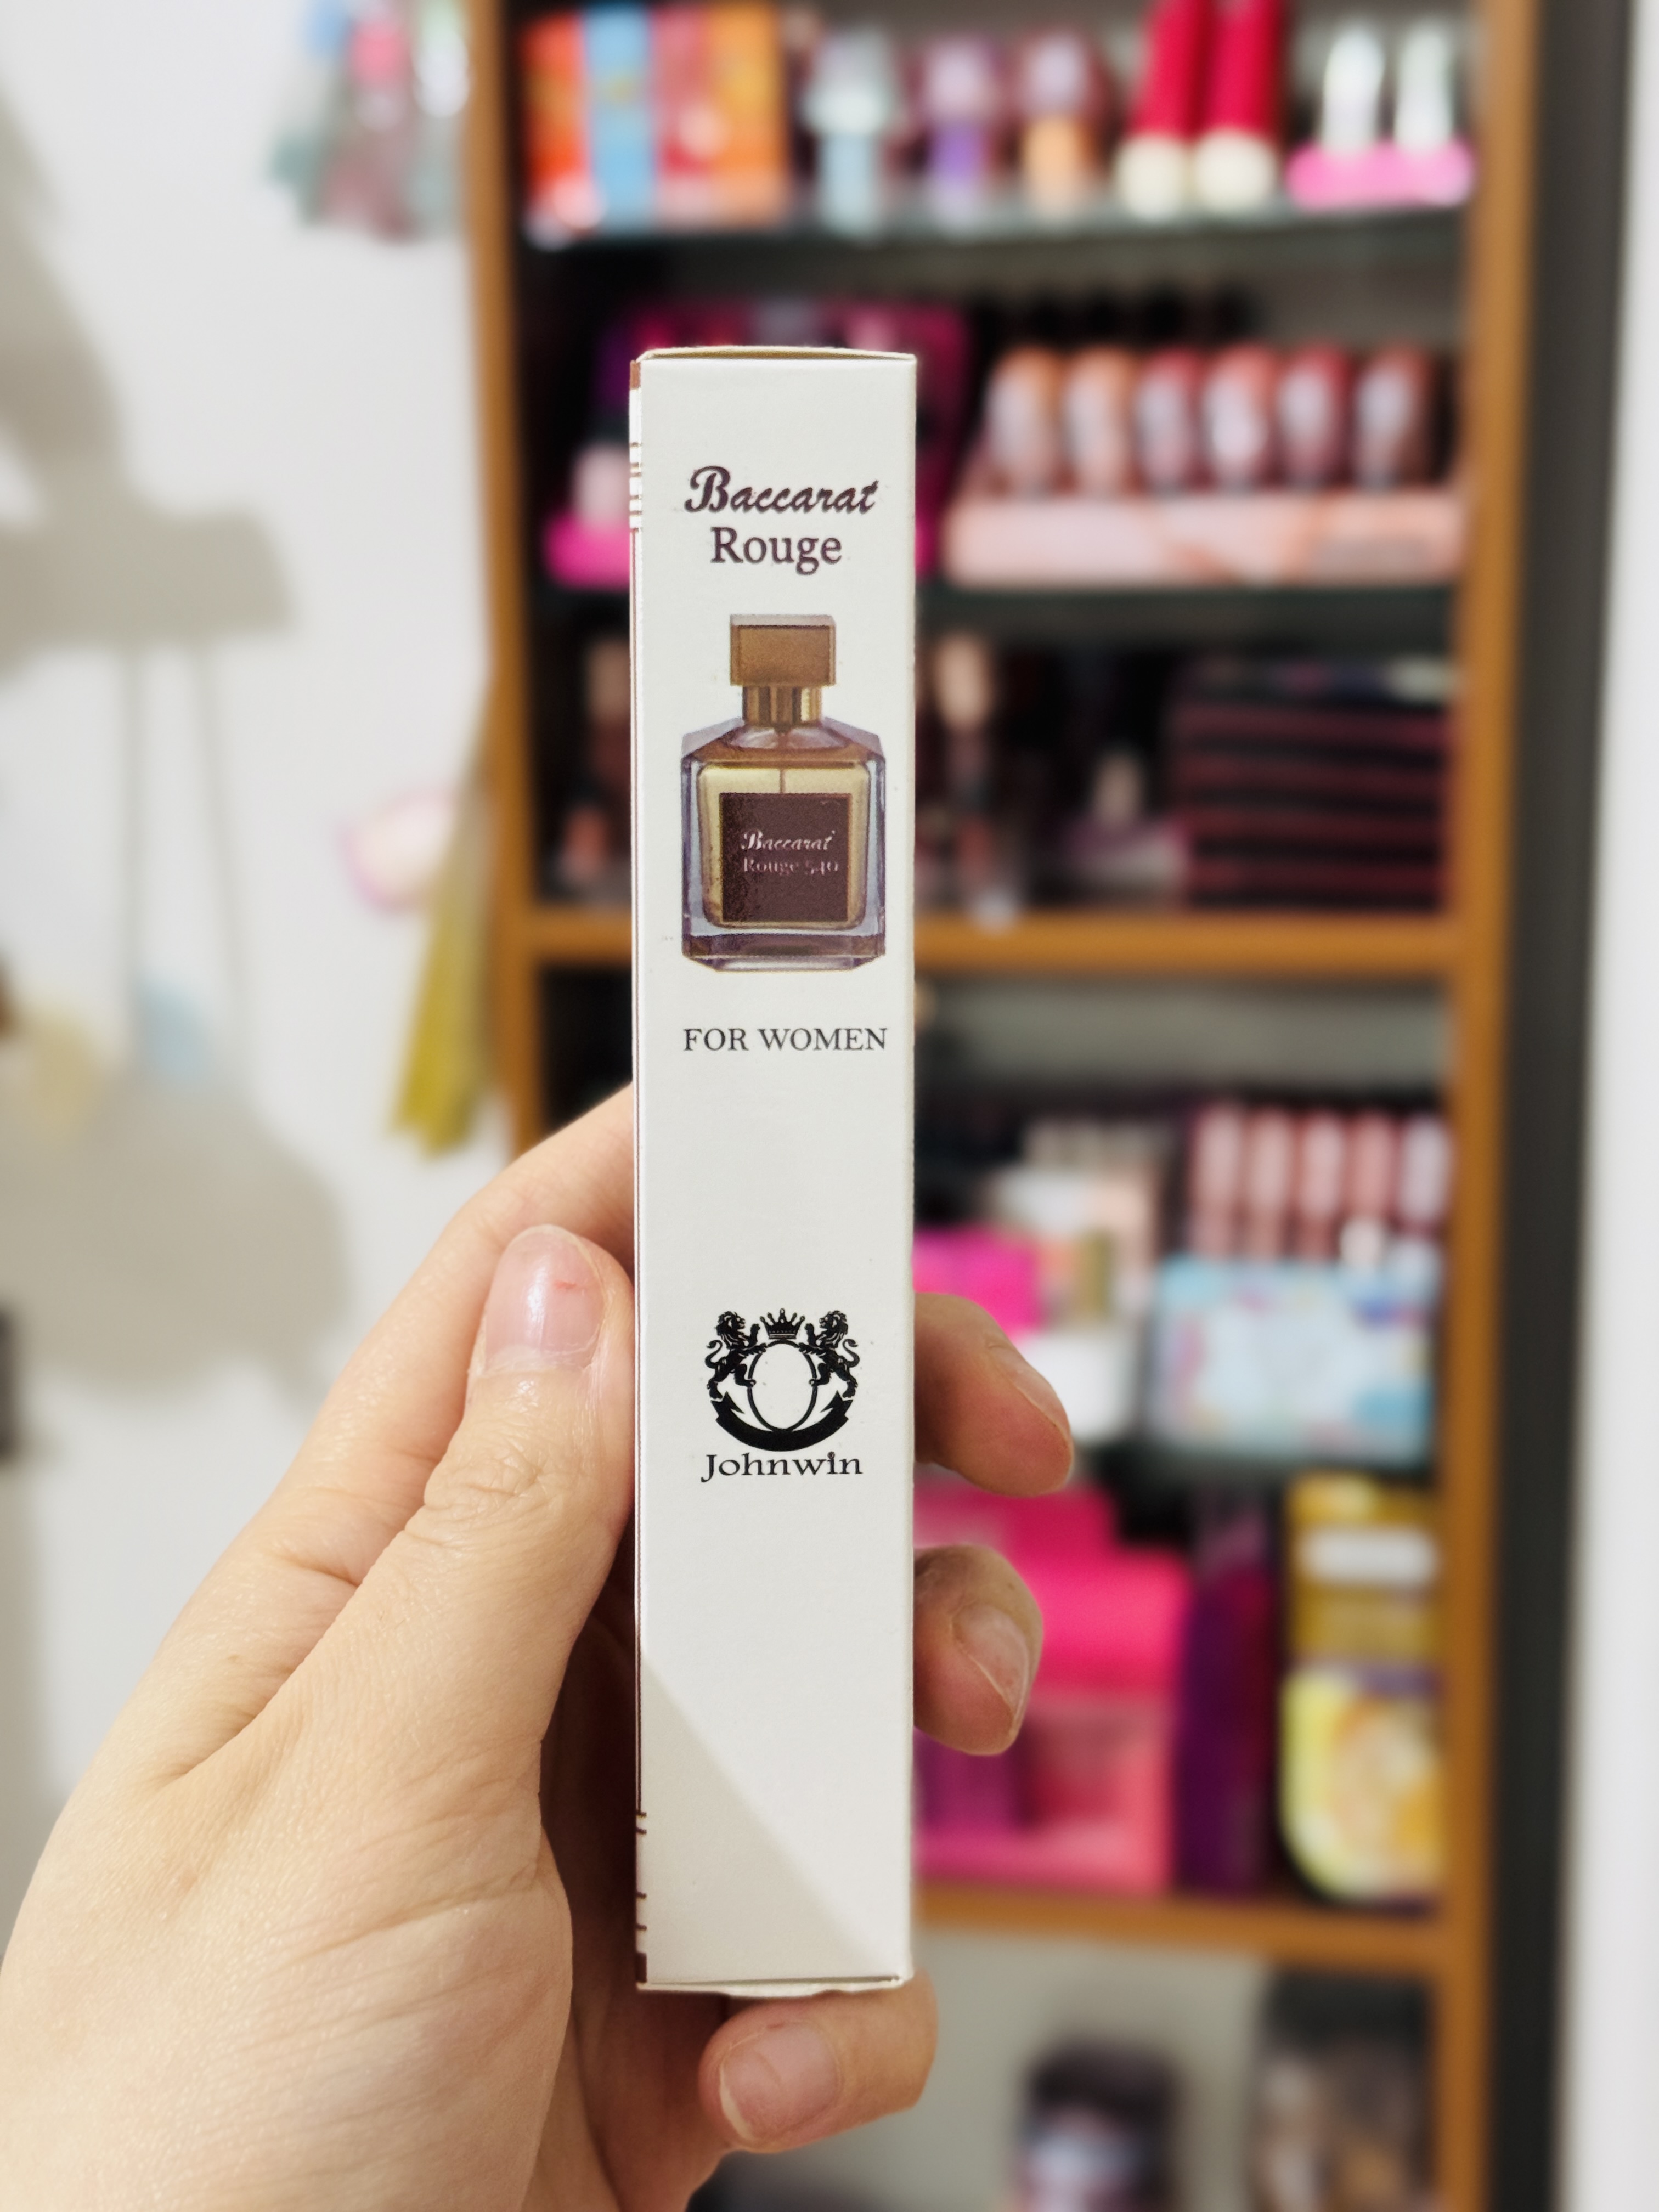 Baccarat
Rouge
Baccarat
Rouge 540
FOR WOMEN
Johnwin